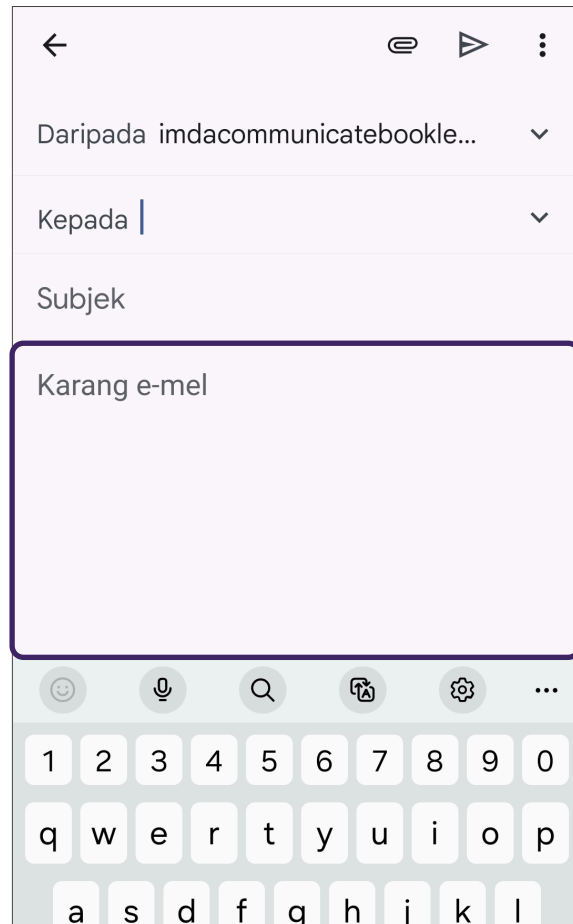 Daripada imdacommunicatebookle...
Kepada
Subjek
Karang e-mel
1 2 3 4 5 6 7 8 9 0
q w e r t y u i o p
a s d f g h j k l